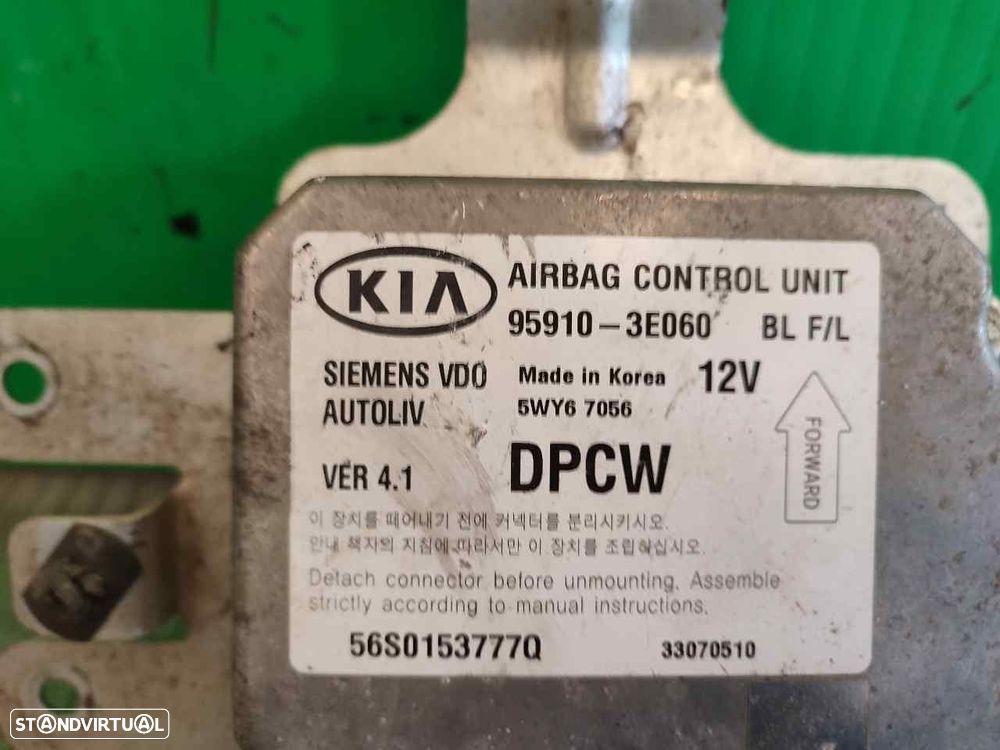 KIA
AIRBAG CONTROL UNIT
95910-3E060 BL F/L
SIEMENS VDO Made in Korea 12V
AUTOLIV 5WY6 7056
FORWARD
VER 4.1 DPCW
이 장치를 떼어내기 전에 커넥터를 분리시키시오.
안내 책자의 지침에 따라서만 이 장치를 조립하십시오.
Detach connector before unmounting. Assemble
strictly according to manual instructions.
56S0153777Q 33070510
STANDVIRTUAL